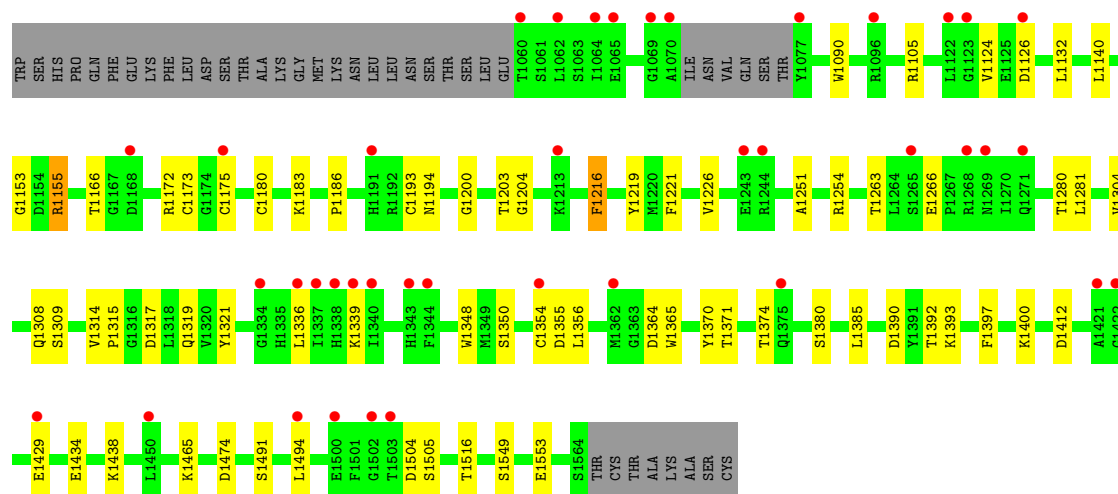 TRP SER HIS PRO GLN PHE GLU LYS PHE LEU ASP SER THR ALA LYS GLY MET LYS ASN LEU LEU ASN SER THR SER LEU GLU T1060 S1061 L1062 S1063 I1064 E1065 G1069 A1070 ILE ASN VAL GLN SER THR Y1077 W1090 R1096 R1105 L1122 G1123 V1124 E1125 D1126 L1132 L1140
G1153 D1154 R1155 T1166 G1167 D1168 R1172 C1173 G1174 C1175 C1180 K1183 P1186 H1191 R1192 C1193 N1194 G1200 T1203 G1204 K1213 F1216 Y1219 M1220 F1221 V1226 E1243 R1244 A1251 R1254 T1263 L1264 S1265 E1266 P1267 R1268 N1269 I1270 Q1271 T1280 L1281 V1304
Q1308 S1309 V1314 P1315 G1316 D1317 L1318 Q1319 V1320 Y1321 G1334 H1335 L1336 I1337 H1338 K1339 I1340 H1343 F1344 W1348 M1349 S1350 C1354 D1355 L1356 M1362 G1363 D1364 W1365 Y1370 T1371 T1374 Q1375 S1380 L1385 D1390 Y1391 T1392 K1393 F1397 K1400 D1412 A1421 G1422
E1429 E1434 K1438 L1450 K1465 D1474 S1491 L1494 E1500 F1501 G1502 T1503 D1504 S1505 T1516 S1549 E1553 S1564 THR CYS THR ALA LYS ALA SER CYS